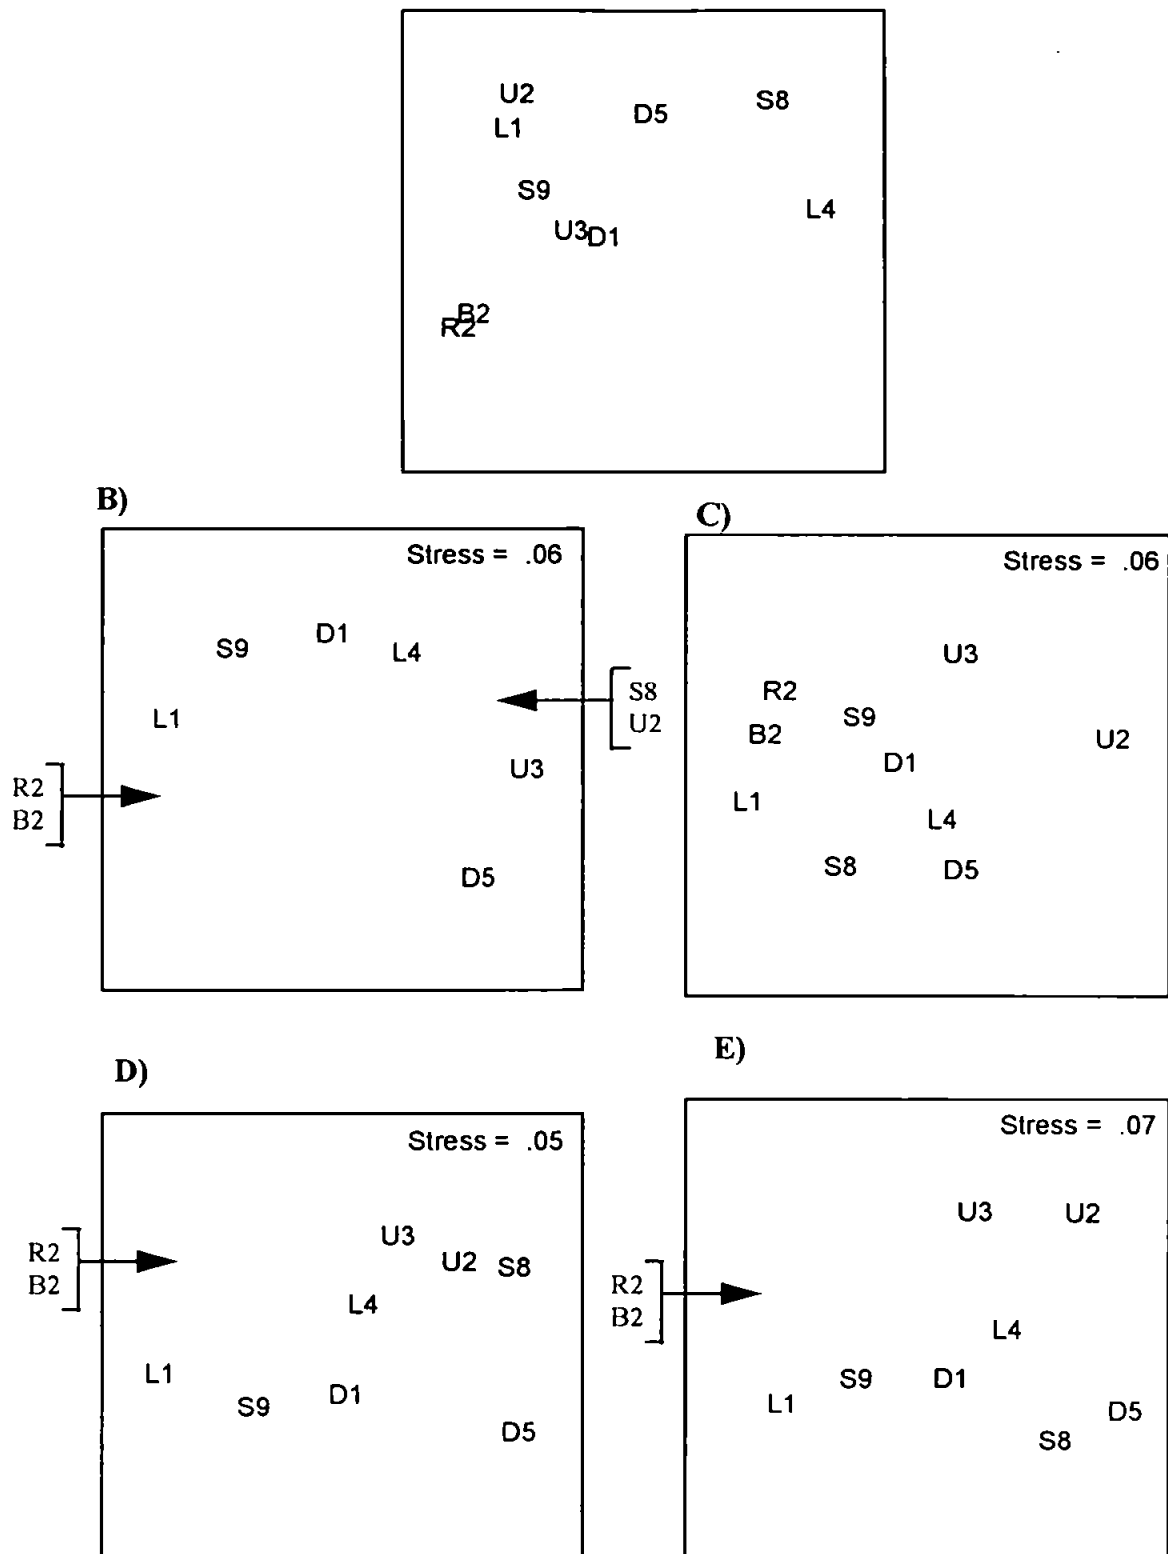 U2
S8
D5
L1
S9
L4
U3
D1
B2
R2
B)
Stress = .06
S9
D1
L4
L1
S8
U2
U3
R2
B2
D5
C)
Stress = .06
U3
R2
S9
B2
U2
D1
L1
L4
S8
D5
D)
Stress = .05
U3
R2
B2
U2
S8
L4
L1
D1
S9
D5
E)
Stress = .07
U3
U2
R2
B2
L4
S9
D1
L1
D5
S8